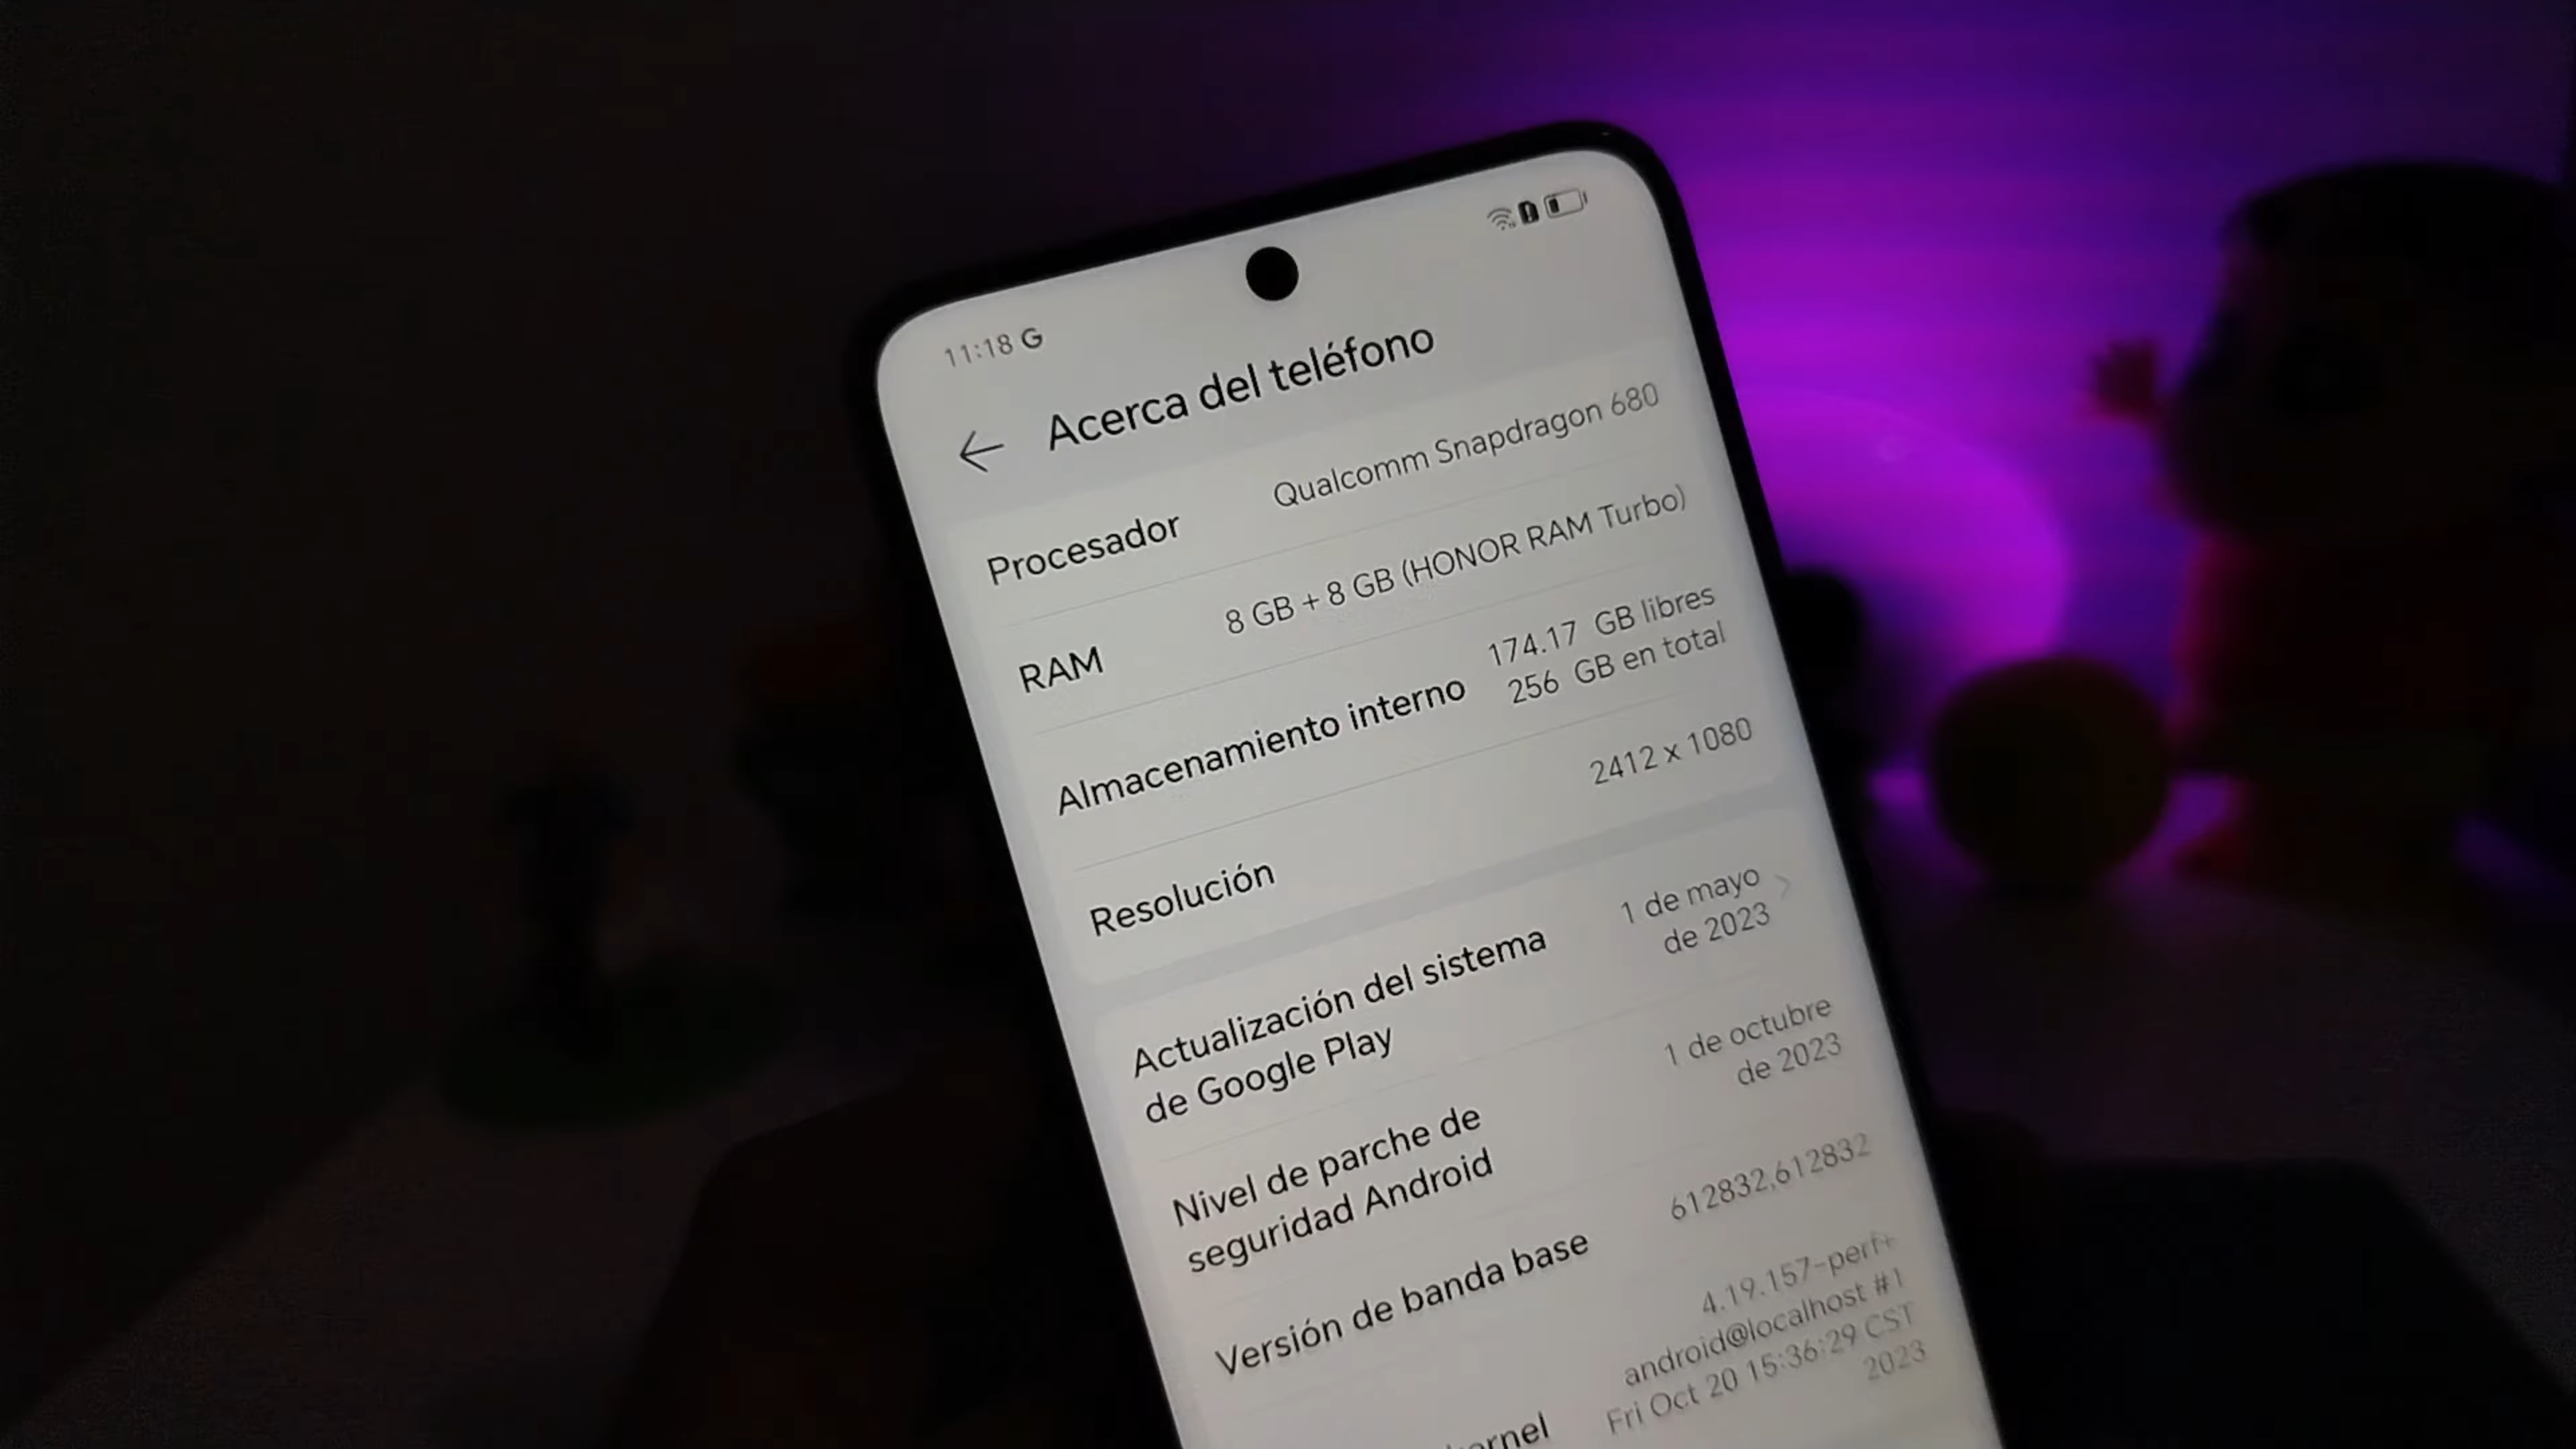 11:18 G
← Acerca del teléfono
Procesador Qualcomm Snapdragon 680
RAM 8 GB + 8 GB (HONOR RAM Turbo)
Almacenamiento interno 174.17 GB libres
256 GB en total
Resolución 2412 x 1080
Actualización del sistema
de Google Play
1 de mayo
de 2023
Nivel de parche de
seguridad Android
1 de octubre
de 2023
Versión de banda base 612832,612832
4.19.157-perf+
android@localhost #1
Fri Oct 20 15:36:29 CST
2023